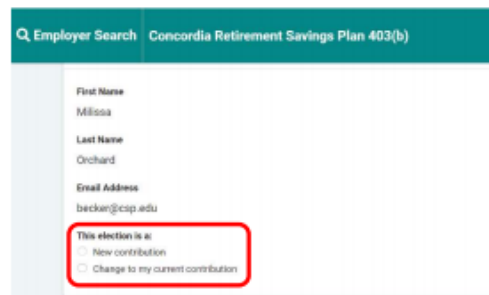 Employer Search Concordia Retirement Savings Plan 403(b)
First Name
Milissa
Last Name
Orchard
Email Address
becker@csp.edu
This election is a:
New contribution
Change to my current contribution